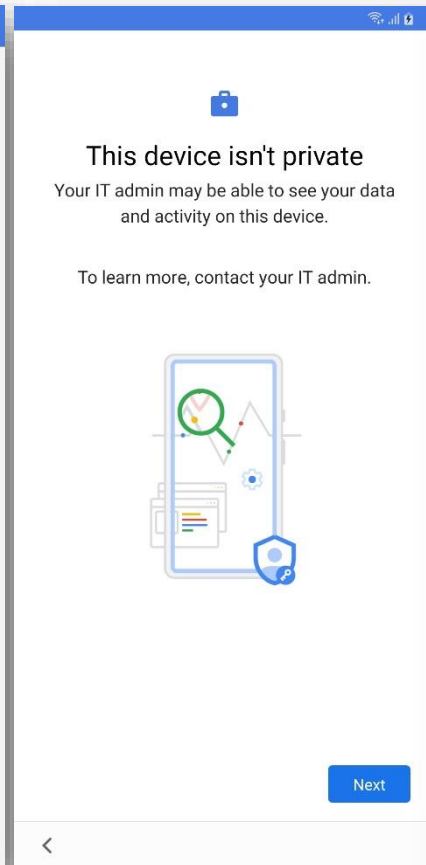 This device isn't private
Your IT admin may be able to see your data
and activity on this device.
To learn more, contact your IT admin.
Next